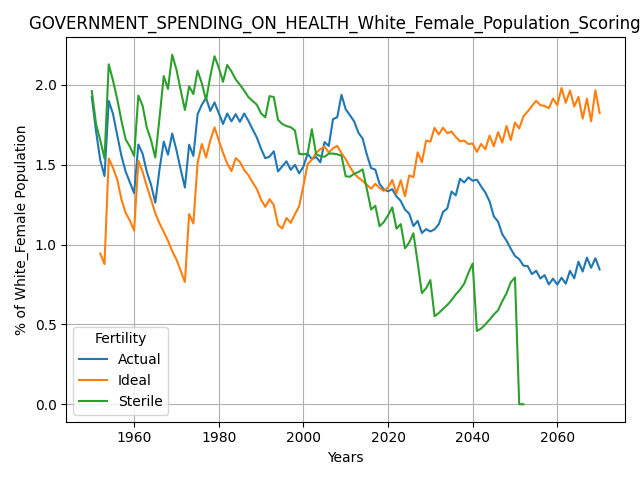 GOVERNMENT_SPENDING_ON_HEALTH_White_Female_Population_Scoring
% of White_Female Population
2.0
1.5
1.0
0.5
0.0
Fertility
Actual
Ideal
Sterile
1960 1980 2000 2020 2040 2060
Years